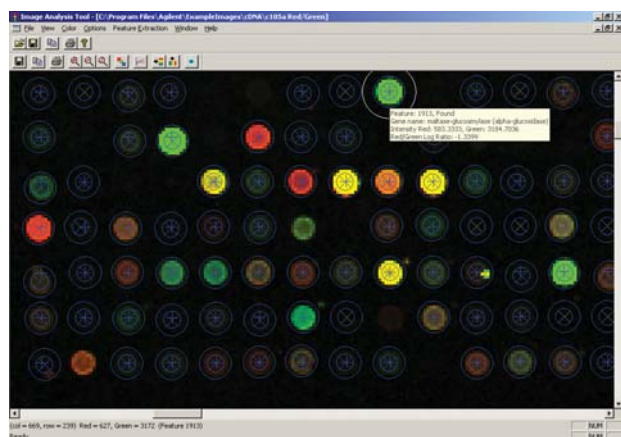 Image Analysis Tool - [C:\Program Files\Agilent\ExampleImages\cDNA\c105a Red/Green]
File View Color Options Feature Extraction Window Help
Feature: 1913, Found
Gene name: maltase-glucoamylase (alpha-glucosidase)
Intensity Red: 583.3333, Green: 3184.7036
Red/Green Log Ratio: -1.3399
(col = 669, row = 239) Red = 627, Green = 3172 (Feature 1913)
NUM
Ready
NUM